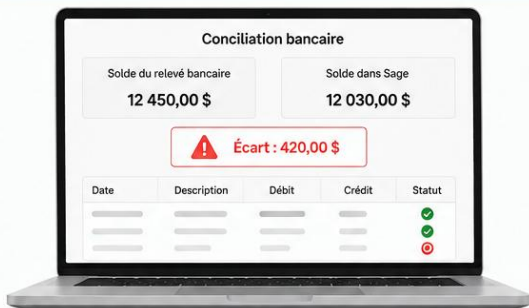 Conciliation bancaire
Solde du relevé bancaire
12 450,00 $
Solde dans Sage
12 030,00 $
Écart : 420,00 $
Date Description Débit Crédit Statut